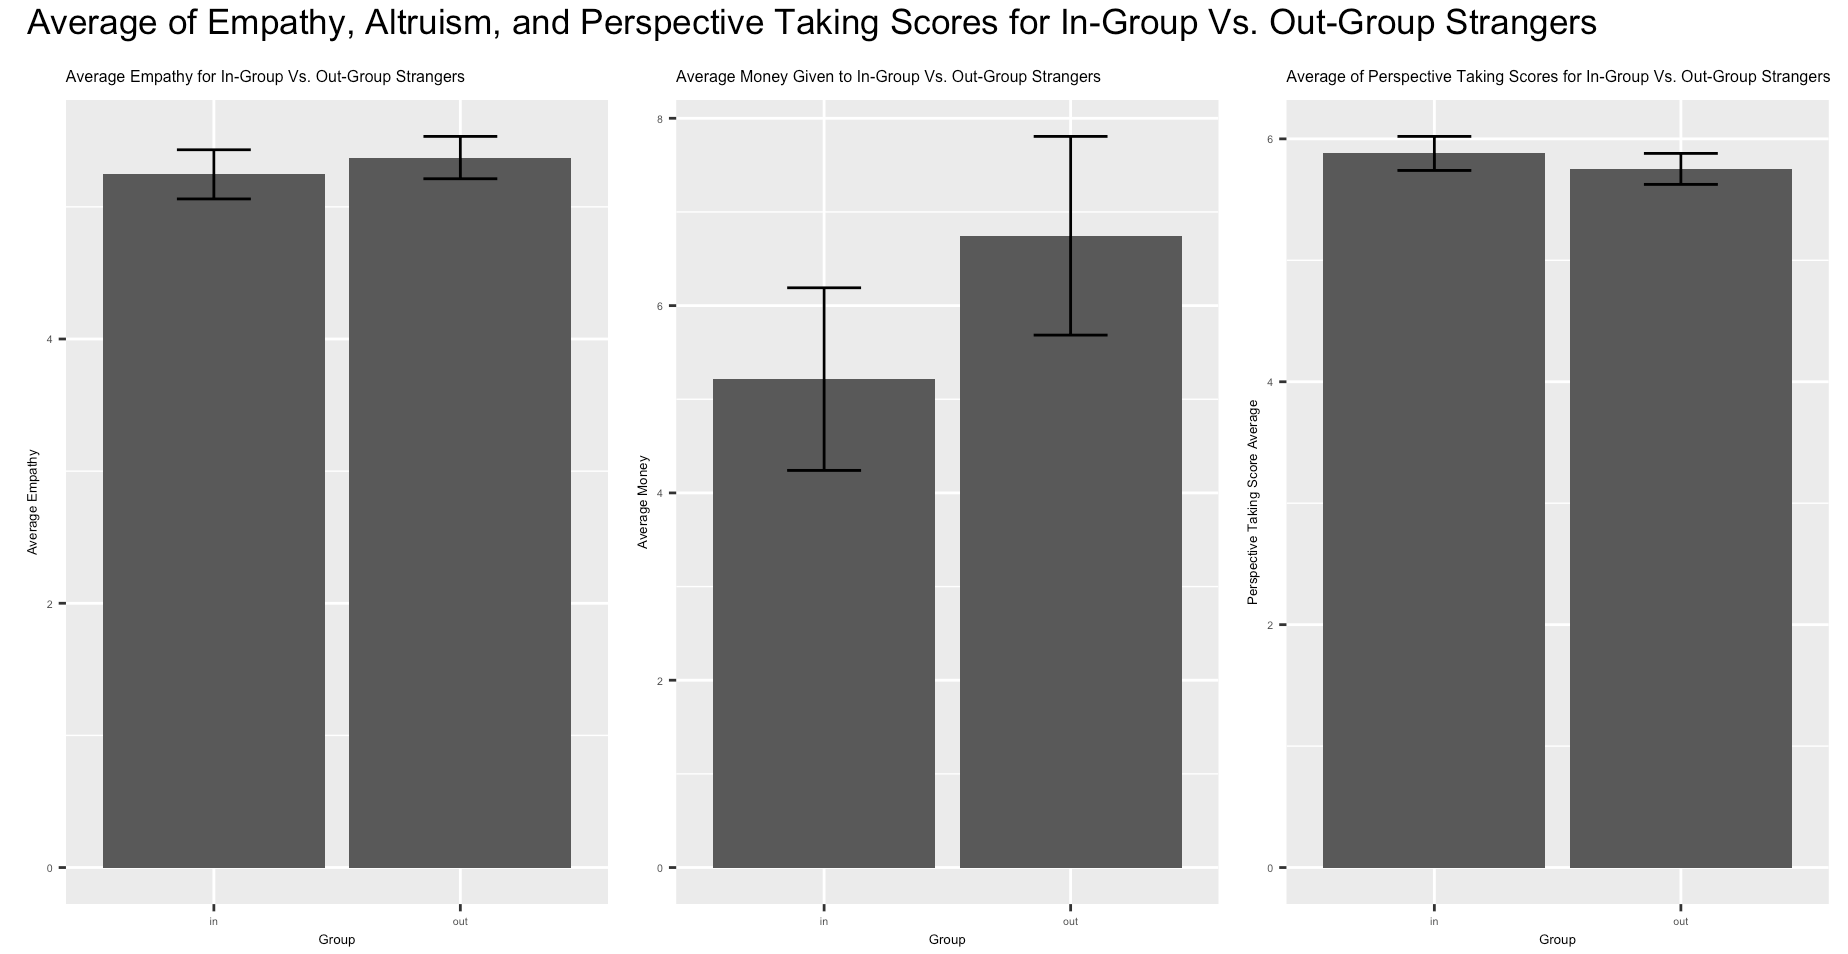 Average of Empathy, Altruism, and Perspective Taking Scores for In-Group Vs. Out-Group Strangers
Average Empathy for In-Group Vs. Out-Group Strangers
Average Empathy
4
2
0
in
out
Group
Average Money Given to In-Group Vs. Out-Group Strangers
Average Money
8
6
4
2
0
in
out
Group
Average of Perspective Taking Scores for In-Group Vs. Out-Group Strangers
Perspective Taking Score Average
6
4
2
0
in
out
Group